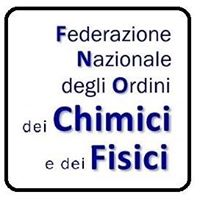 Federazione
Nazionale
degli Ordini
dei Chimici
e dei Fisici